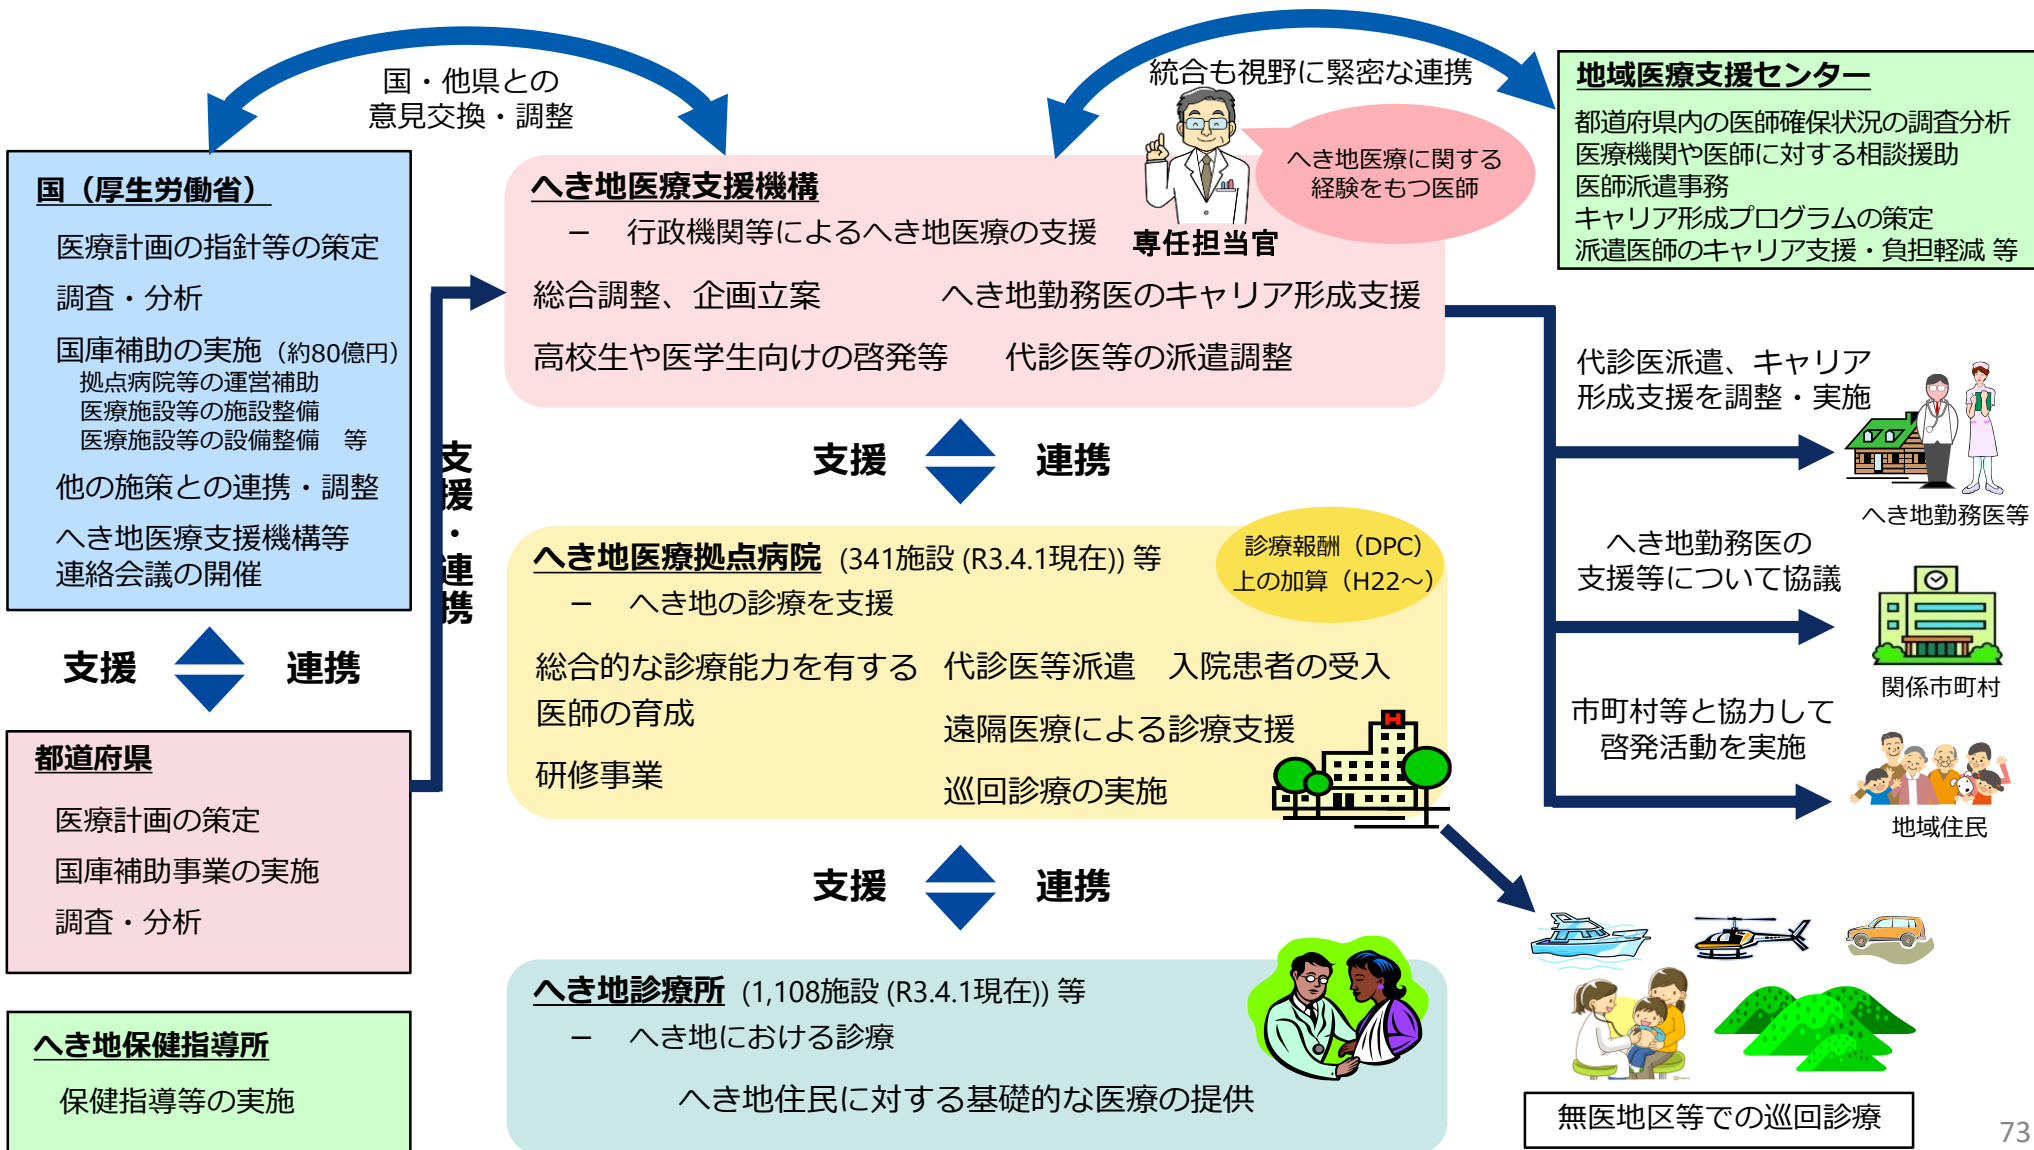 国・他県との
意見交換・調整
統合も視野に緊密な連携
国（厚生労働省）
医療計画の指針等の策定
調査・分析
国庫補助の実施（約80億円）
拠点病院等の運営補助
医療施設等の施設整備
医療施設等の設備整備　等
他の施策との連携・調整
へき地医療支援機構等
連絡会議の開催
支援　連携
都道府県
医療計画の策定
国庫補助事業の実施
調査・分析
へき地保健指導所
保健指導等の実施
支援・連携
へき地医療支援機構
－　行政機関等によるへき地医療の支援
専任担当官
へき地医療に関する
経験をもつ医師
総合調整、企画立案　へき地勤務医のキャリア形成支援
高校生や医学生向けの啓発等　代診医等の派遣調整
支援　連携
へき地医療拠点病院 (341施設 (R3.4.1現在)) 等
－　へき地の診療を支援
診療報酬（DPC）
上の加算（H22～）
総合的な診療能力を有する
医師の育成
研修事業
代診医等派遣　入院患者の受入
遠隔医療による診療支援
巡回診療の実施
H
支援　連携
へき地診療所 (1,108施設 (R3.4.1現在)) 等
－　へき地における診療
へき地住民に対する基礎的な医療の提供
地域医療支援センター
都道府県内の医師確保状況の調査分析
医療機関や医師に対する相談援助
医師派遣事務
キャリア形成プログラムの策定
派遣医師のキャリア支援・負担軽減 等
代診医派遣、キャリア
形成支援を調整・実施
へき地勤務医等
へき地勤務医の
支援等について協議
関係市町村
市町村等と協力して
啓発活動を実施
地域住民
無医地区等での巡回診療
73